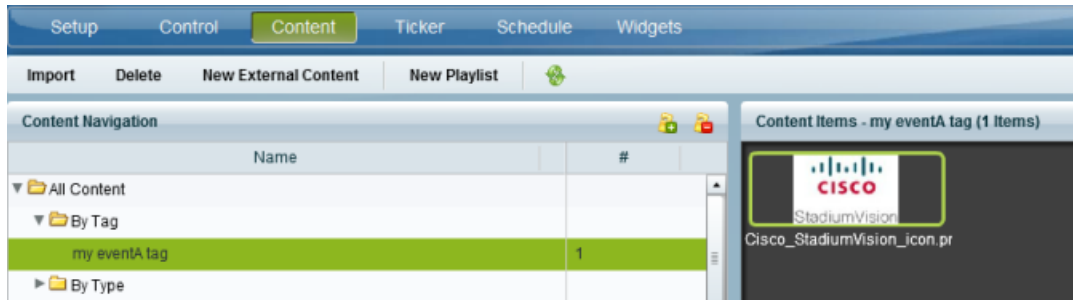 Setup Control Content Ticker Schedule Widgets
Import Delete New External Content New Playlist
Content Navigation
Name #
All Content
By Tag
my eventA tag 1
By Type
Content Items - my eventA tag (1 Items)
CISCO
StadiumVision
Cisco_StadiumVision_icon.pr